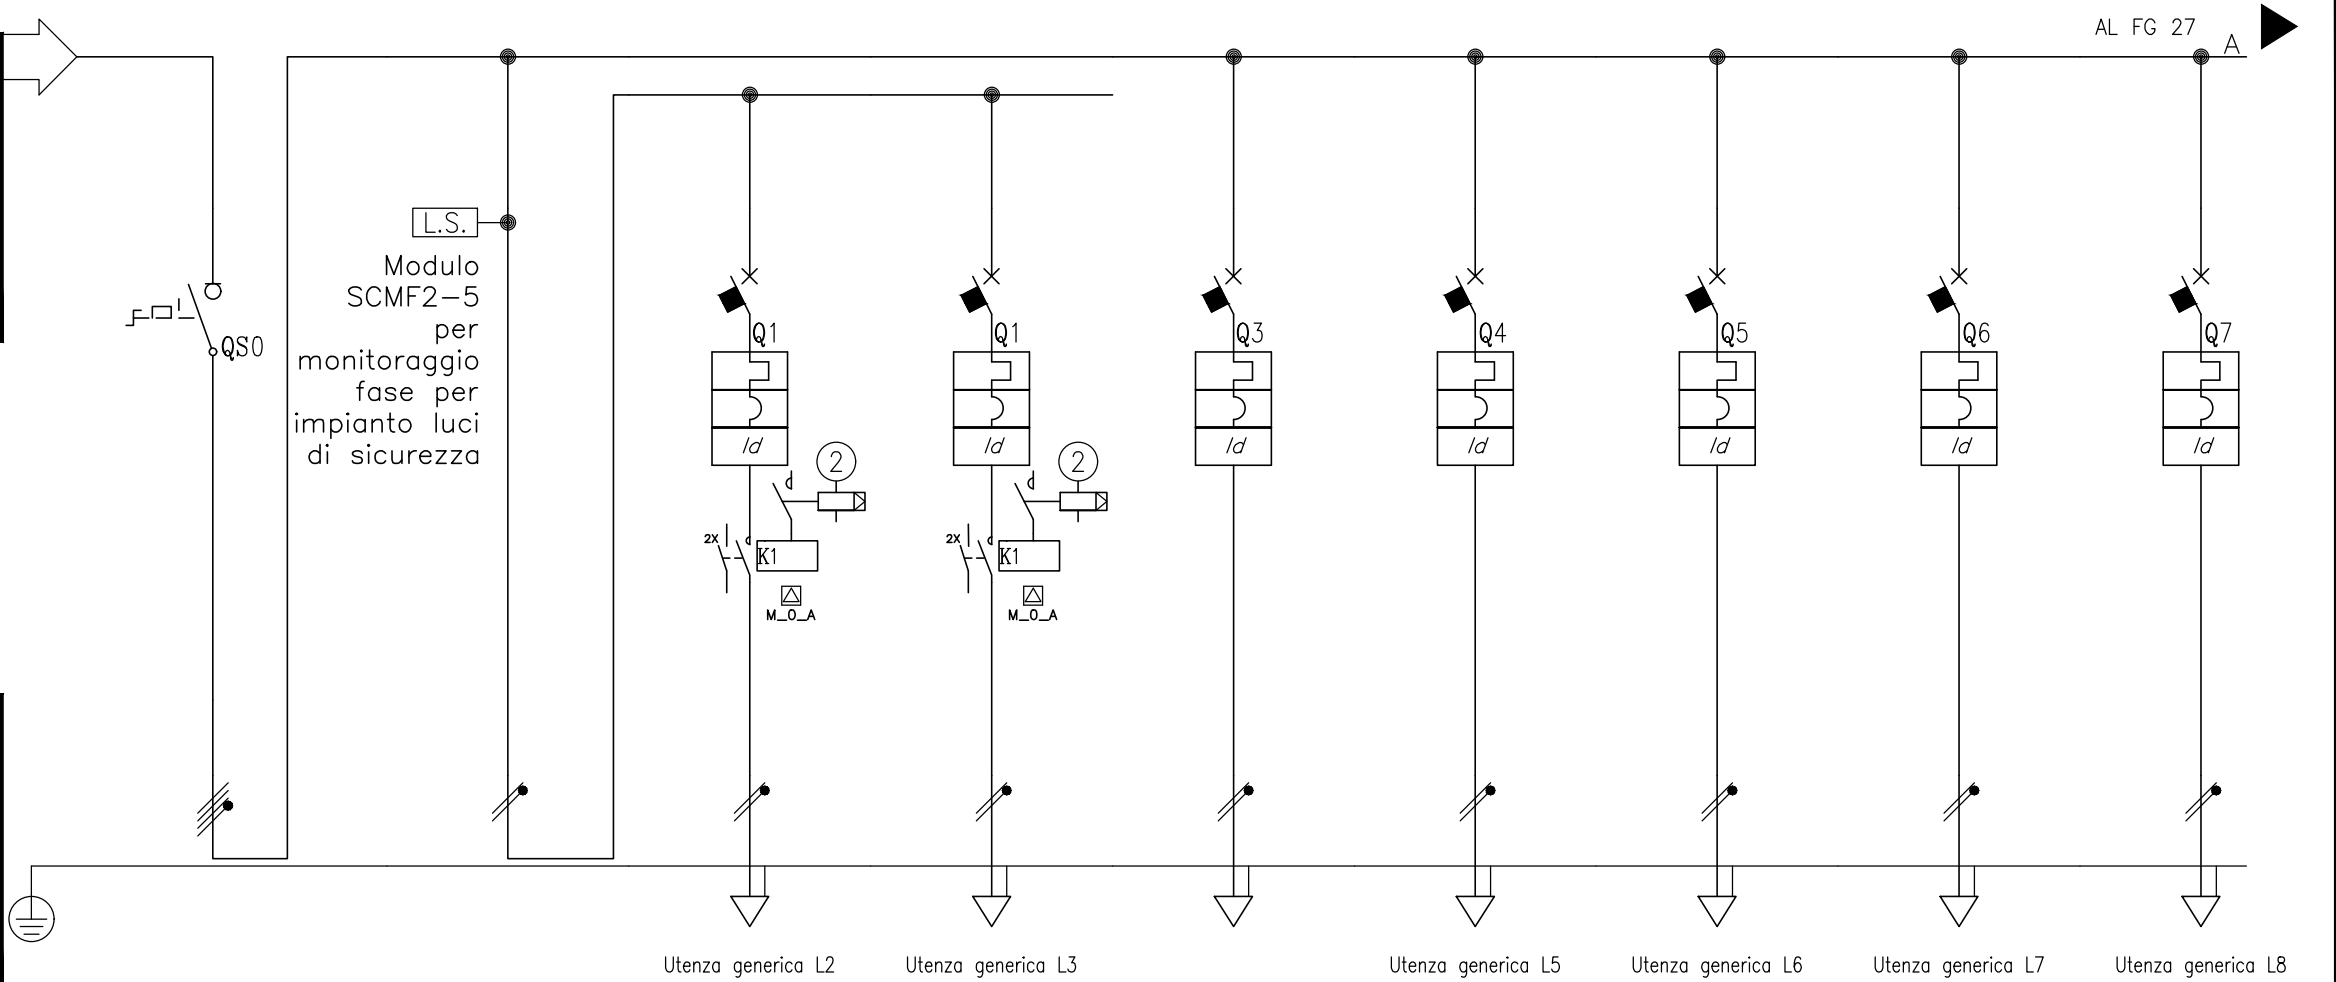 AL FG 27
A
L.S.
Modulo
SCMF2-5
per
monitoraggio
fase per
impianto luci
di sicurezza
QS0
Q1
Q1
Q3
Q4
Q5
Q6
Q7
Id
Id
Id
Id
Id
Id
Id
2
2
2X
K1
2X
K1
M_0_A
M_0_A
Utenza generica L2
Utenza generica L3
Utenza generica L5
Utenza generica L6
Utenza generica L7
Utenza generica L8